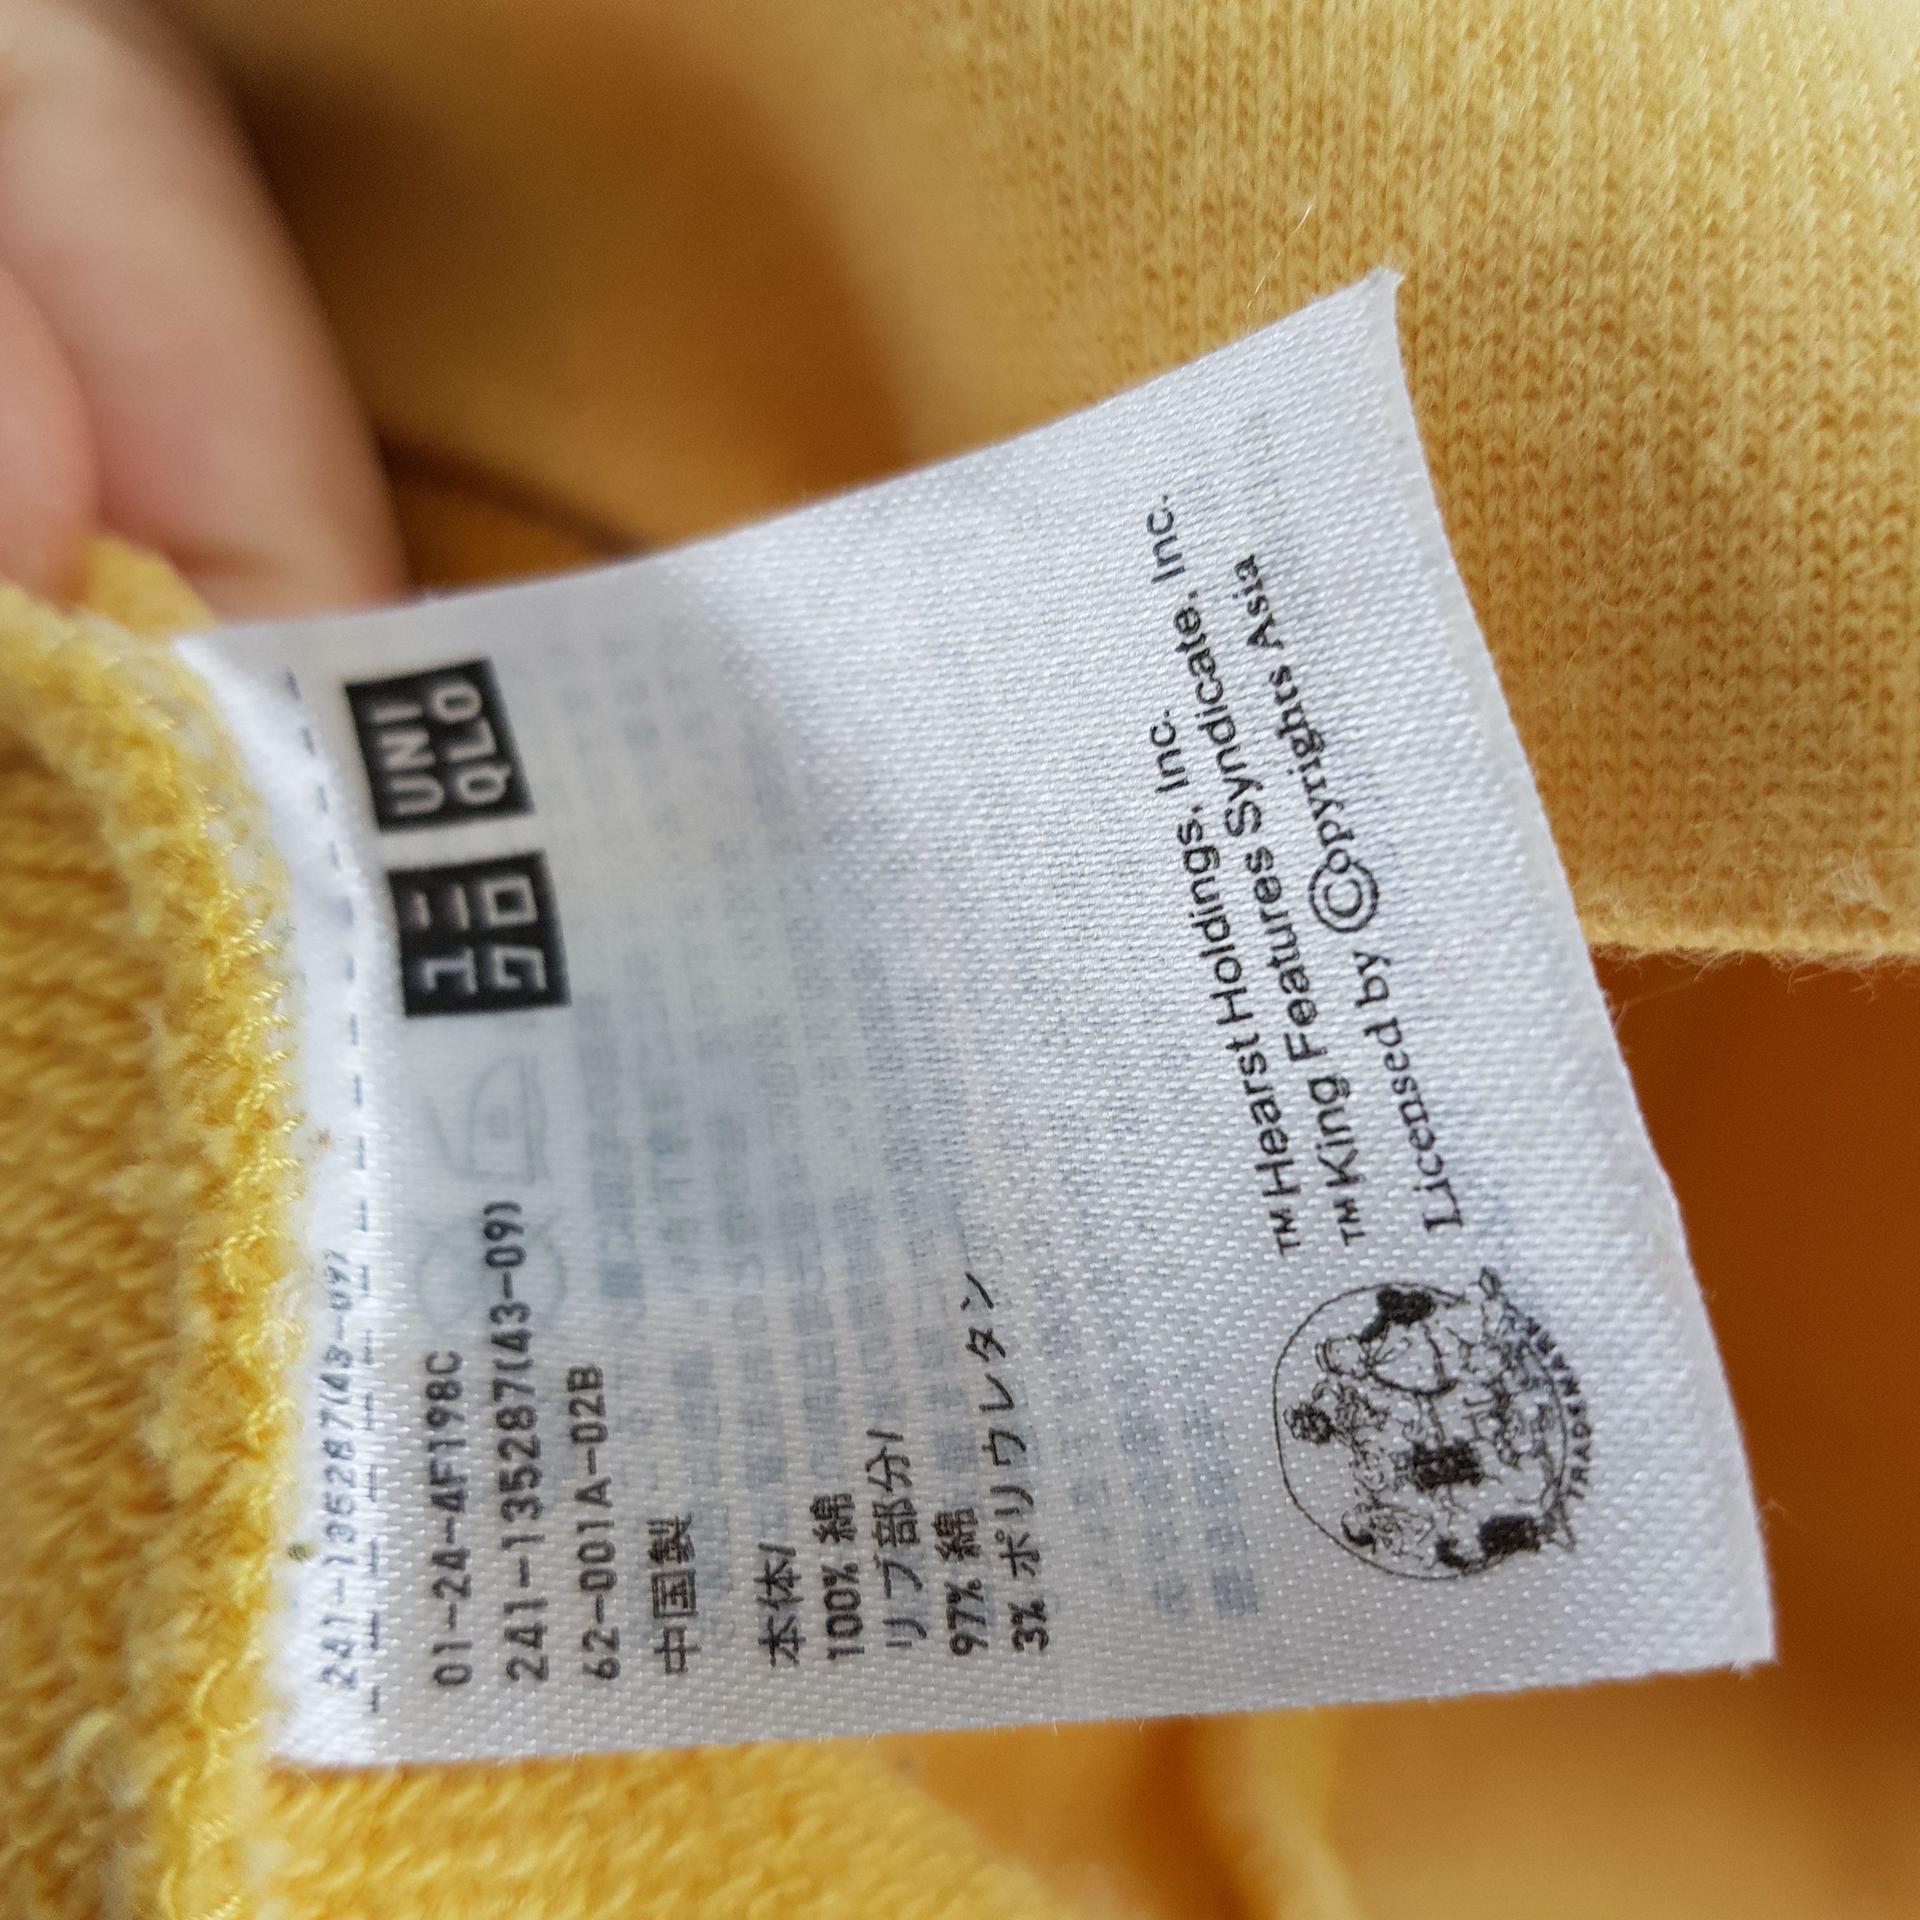 241-135287(43-09)
ユニ
クロ
UNI
QLO
01-24-4F198C
241-135287(43-09)
62-001A-02B
中国製
本体/
100% 綿
リブ部分/
97% 綿
3% ポリウレタン
TM Hearst Holdings, Inc.
TM King Features Syndicate, Inc.
Licensed by Copyrights Asia